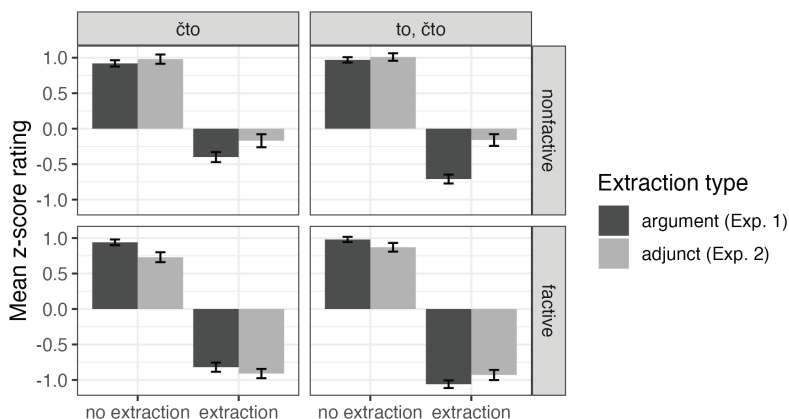 čto
to, čto
Mean z-score rating
1.0
0.5
0.0
-0.5
-1.0
nonfactive
1.0
0.5
0.0
-0.5
-1.0
factive
no extraction extraction
no extraction extraction
Extraction type
argument (Exp. 1)
adjunct (Exp. 2)